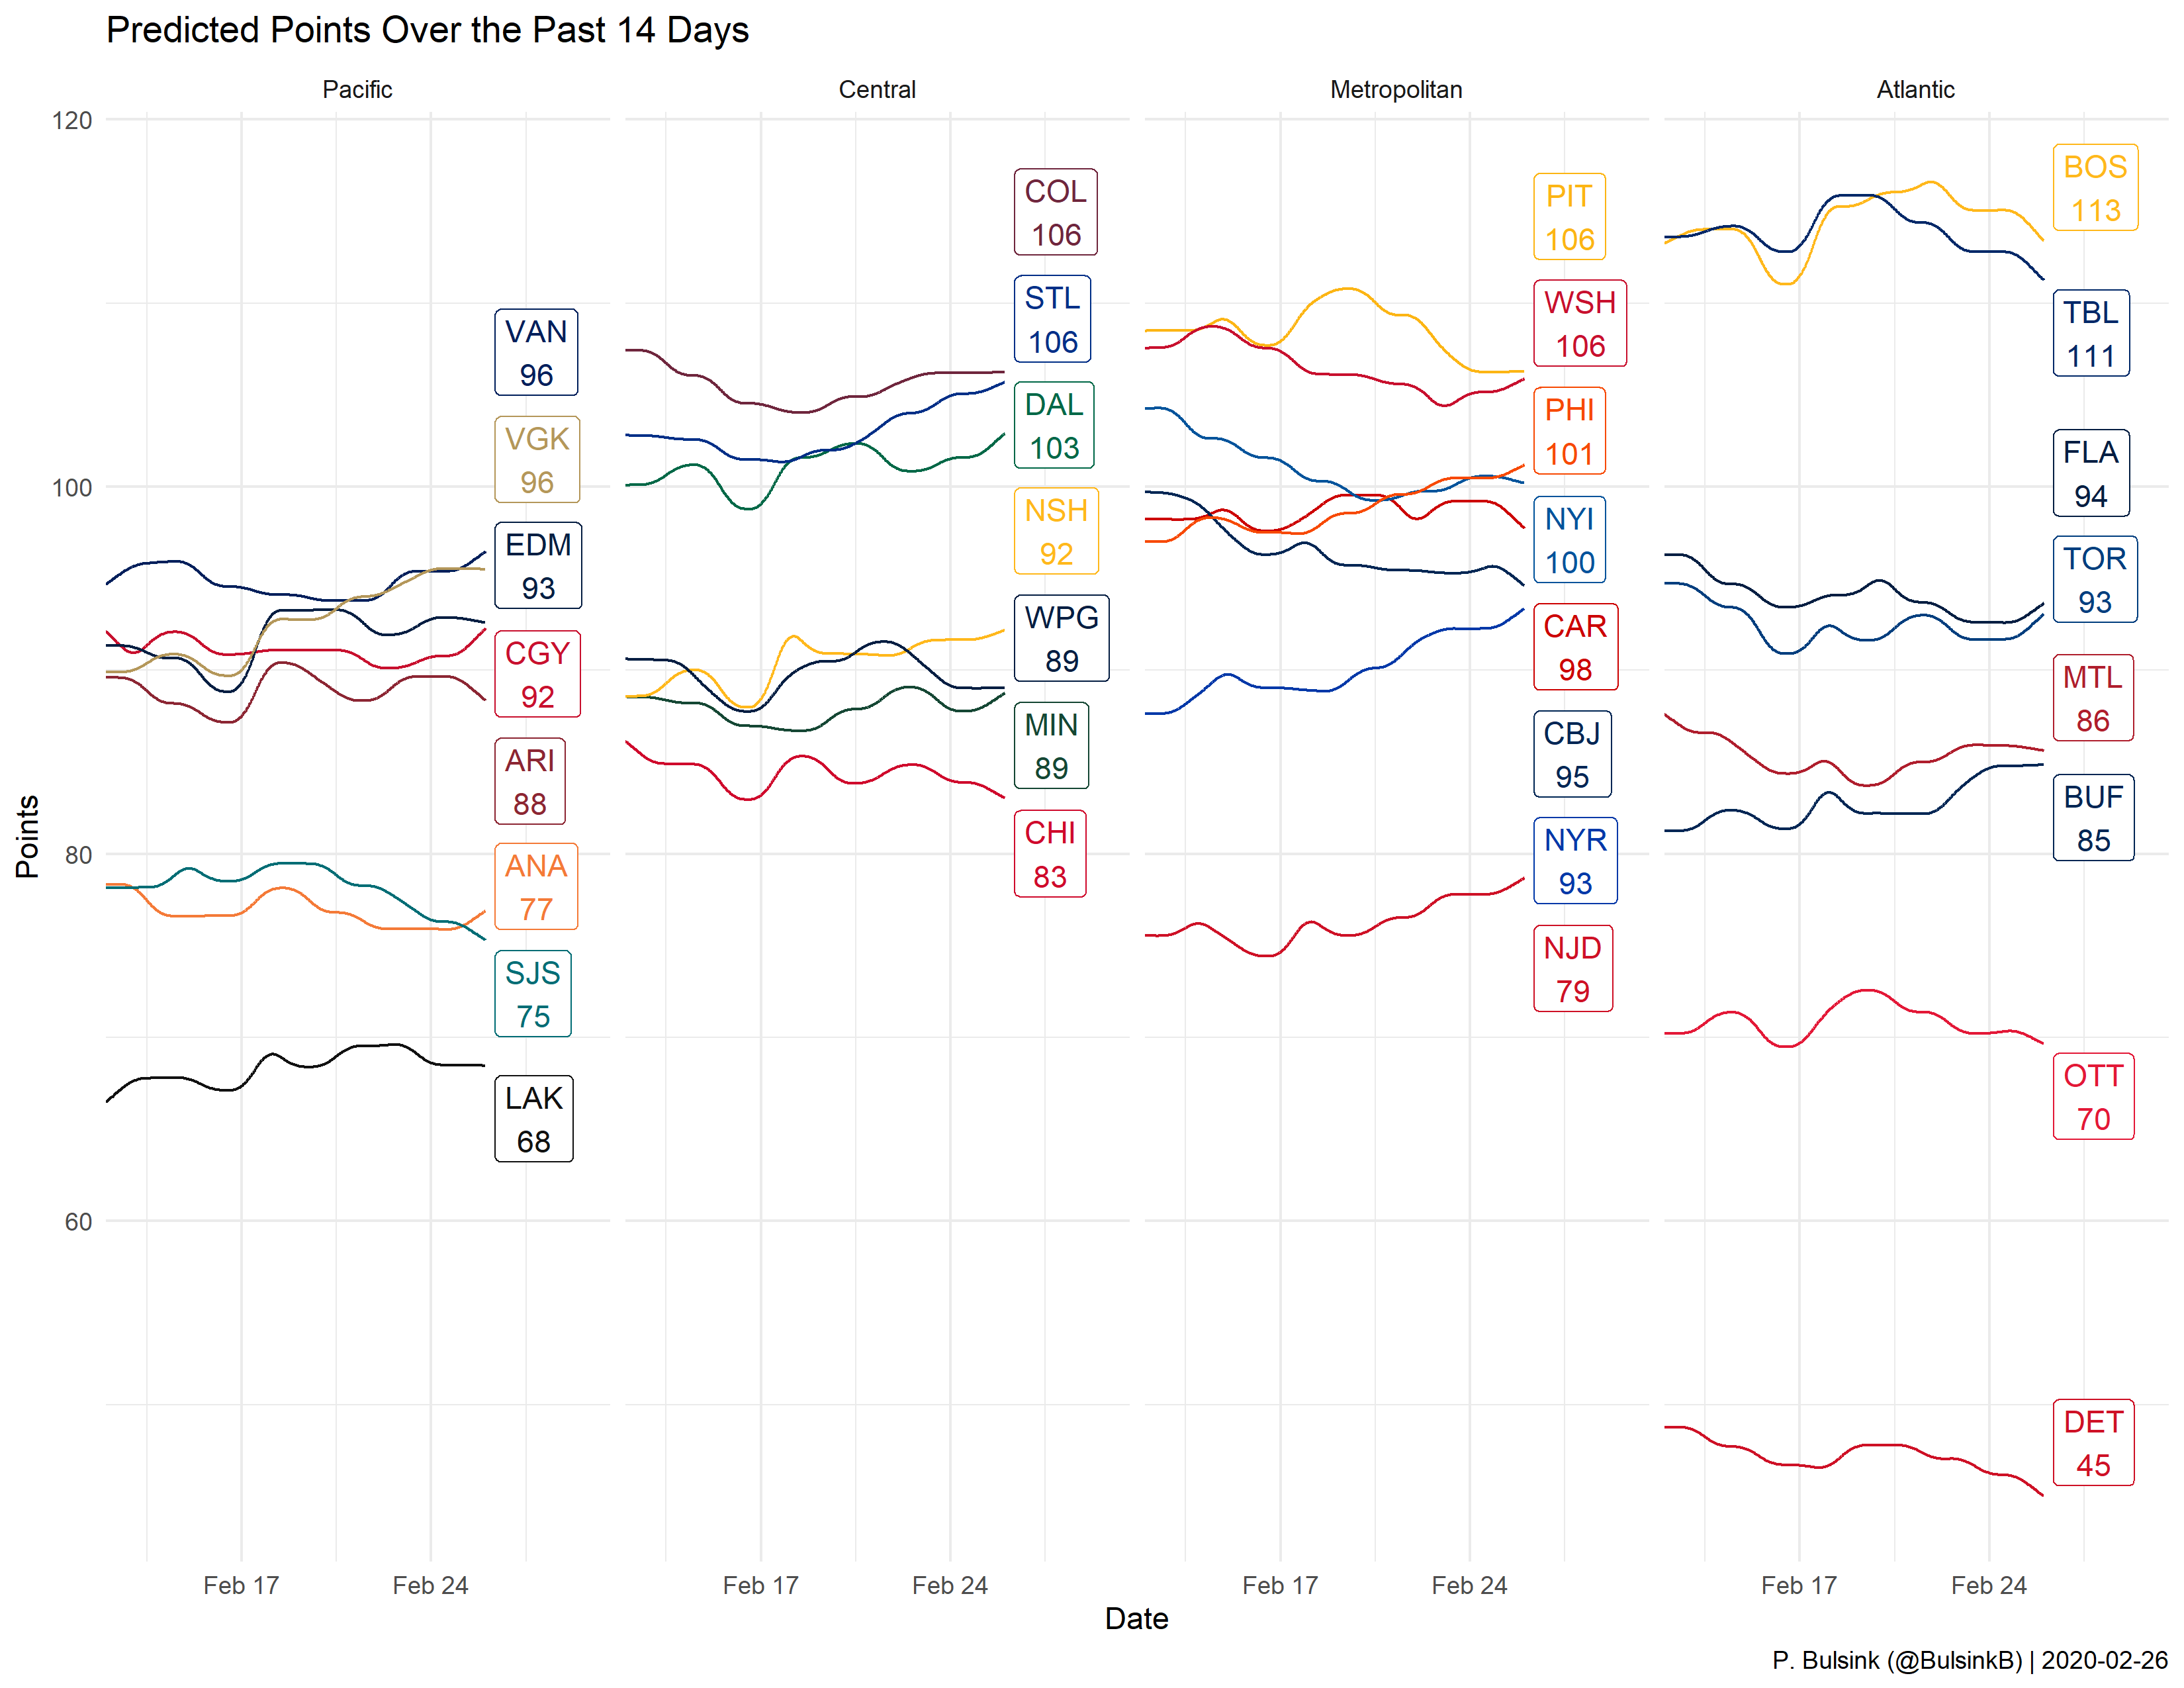 Predicted Points Over the Past 14 Days
Pacific
Central
Metropolitan
Atlantic
Points
120
100
80
60
VAN
96
VGK
96
EDM
93
CGY
92
ARI
88
ANA
77
SJS
75
LAK
68
COL
106
STL
106
DAL
103
NSH
92
WPG
89
MIN
89
CHI
83
PIT
106
WSH
106
PHI
101
NYI
100
CAR
98
CBJ
95
NYR
93
NJD
79
BOS
113
TBL
111
FLA
94
TOR
93
MTL
86
BUF
85
OTT
70
DET
45
Feb 17
Feb 24
Feb 17
Feb 24
Feb 17
Feb 24
Feb 17
Feb 24
Date
P. Bulsink (@BulsinkB) | 2020-02-26